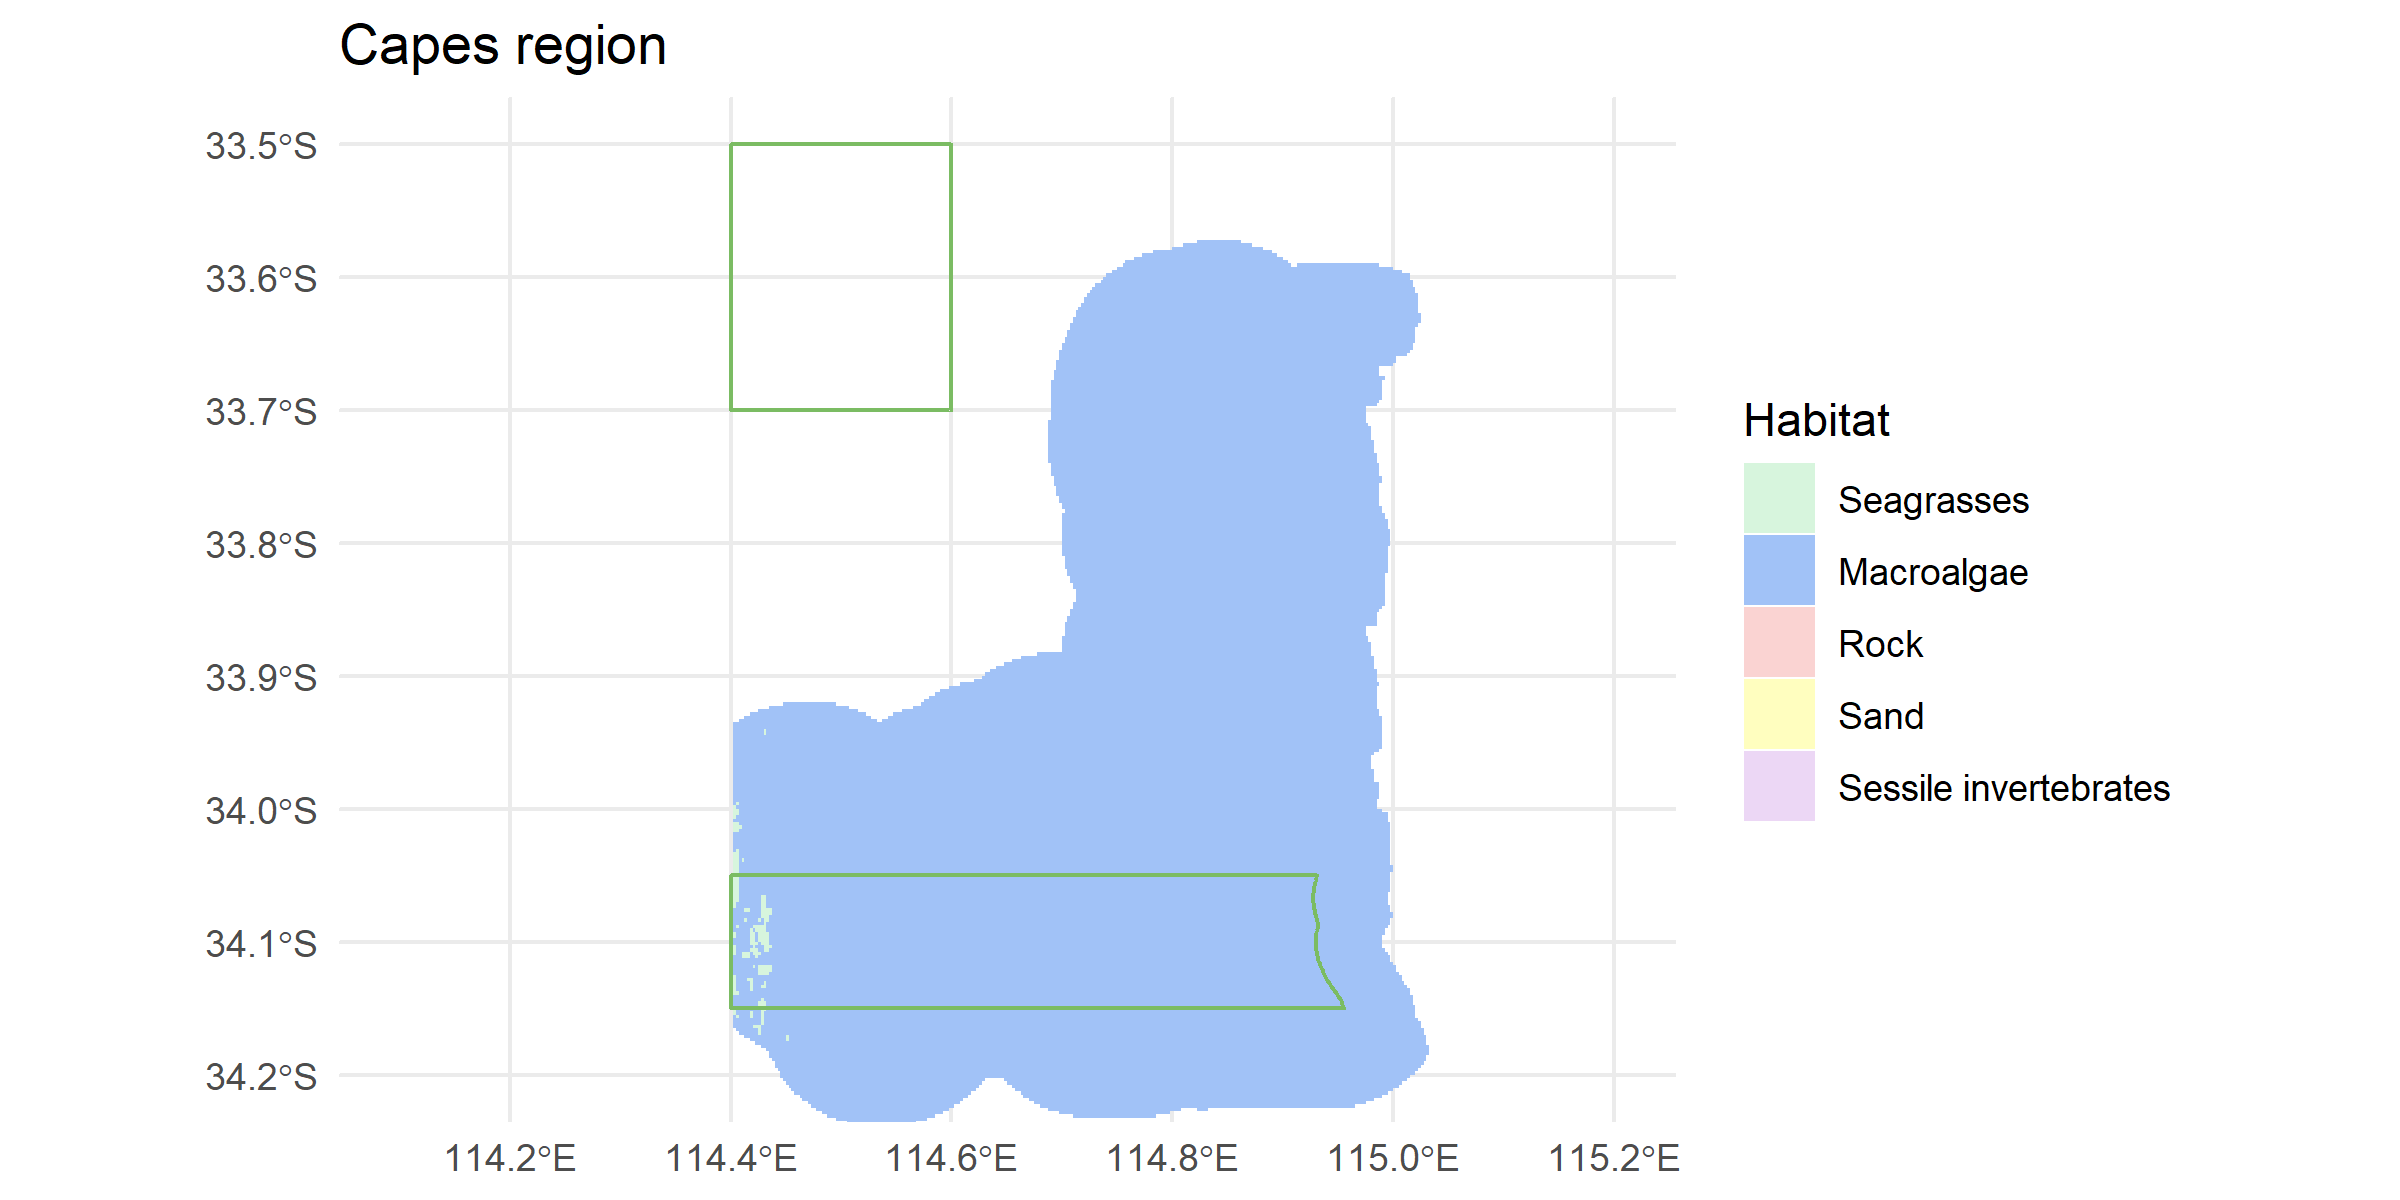 Capes region
33.5°S
33.6°S
33.7°S
33.8°S
33.9°S
34.0°S
34.1°S
34.2°S
114.2°E 114.4°E 114.6°E 114.8°E 115.0°E 115.2°E
Habitat
Seagrasses
Macroalgae
Rock
Sand
Sessile invertebrates